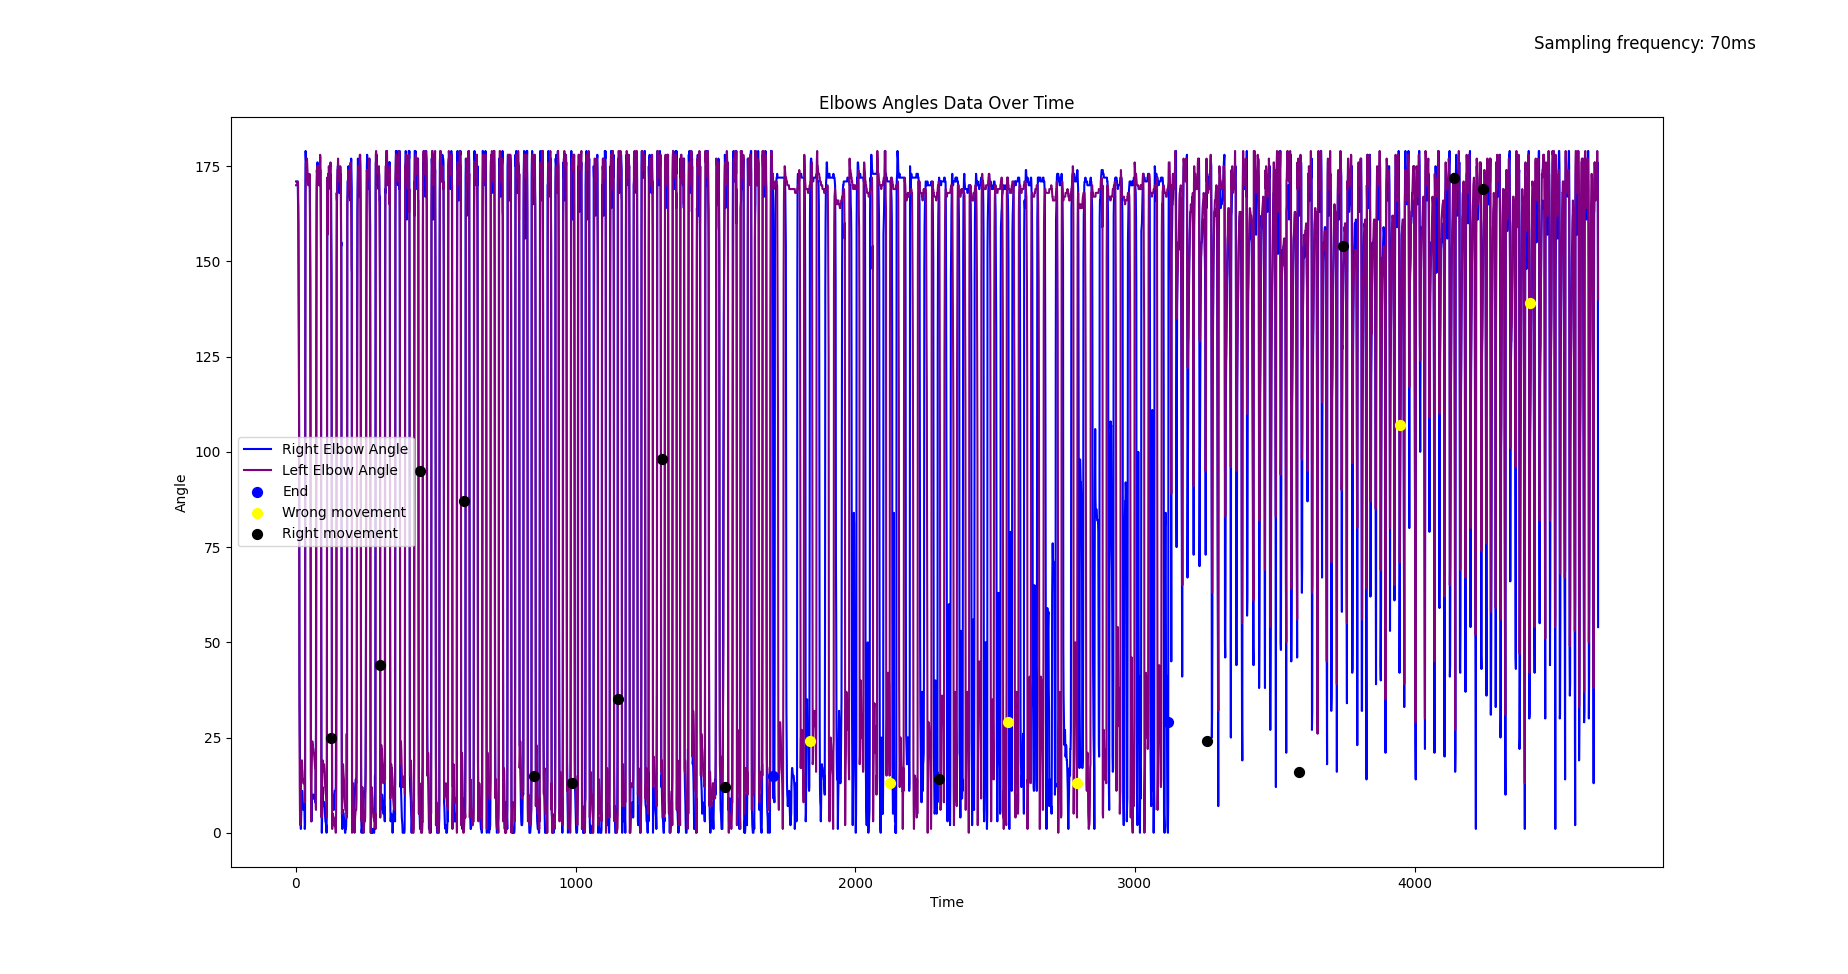 Sampling frequency: 70ms
Elbows Angles Data Over Time
175
150
125
100
75
50
25
0
Angle
Right Elbow Angle
Left Elbow Angle
End
Wrong movement
Right movement
0 1000 2000 3000 4000
Time